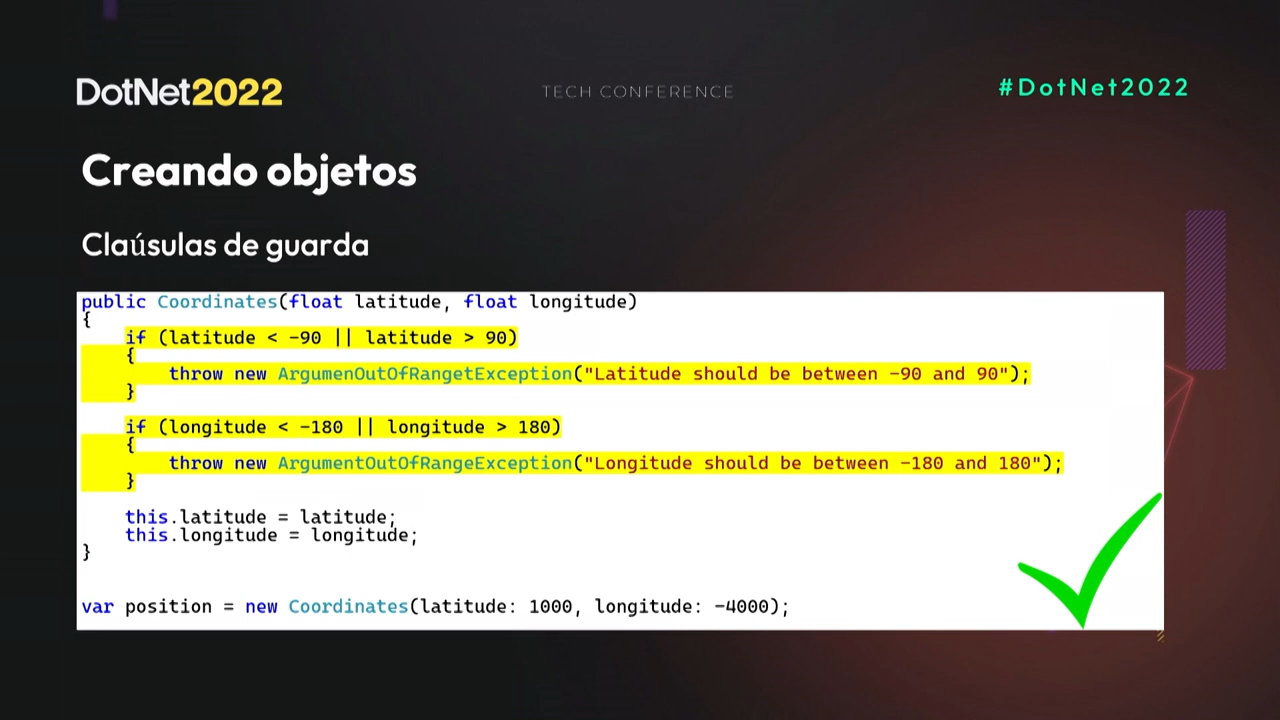 DotNet2022
TECH CONFERENCE
#DotNet2022
Creando objetos
Claúsulas de guarda
public Coordinates(float latitude, float longitude)
{
    if (latitude < -90 || latitude > 90)
    {
        throw new ArgumenOutOfRangetException("Latitude should be between -90 and 90");
    }
    if (longitude < -180 || longitude > 180)
    {
        throw new ArgumentOutOfRangeException("Longitude should be between -180 and 180");
    }
    this.latitude = latitude;
    this.longitude = longitude;
}
var position = new Coordinates(latitude: 1000, longitude: -4000);